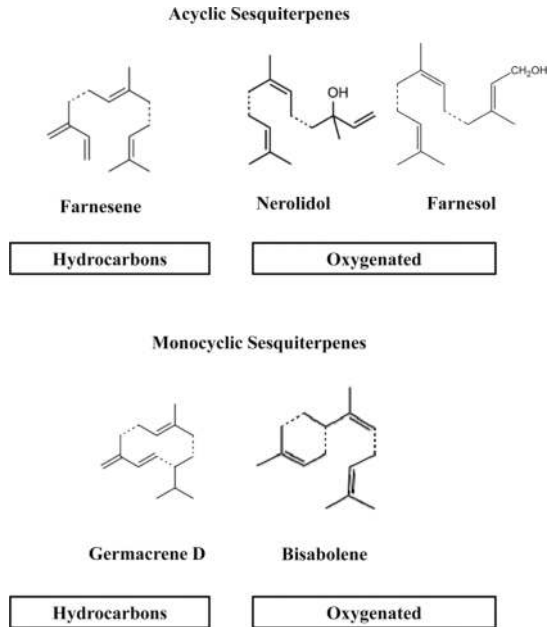 Acyclic Sesquiterpenes
CH₂OH
OH
Farnesene Nerolidol Farnesol
Hydrocarbons Oxygenated
Monocyclic Sesquiterpenes
Germacrene D Bisabolene
Hydrocarbons Oxygenated